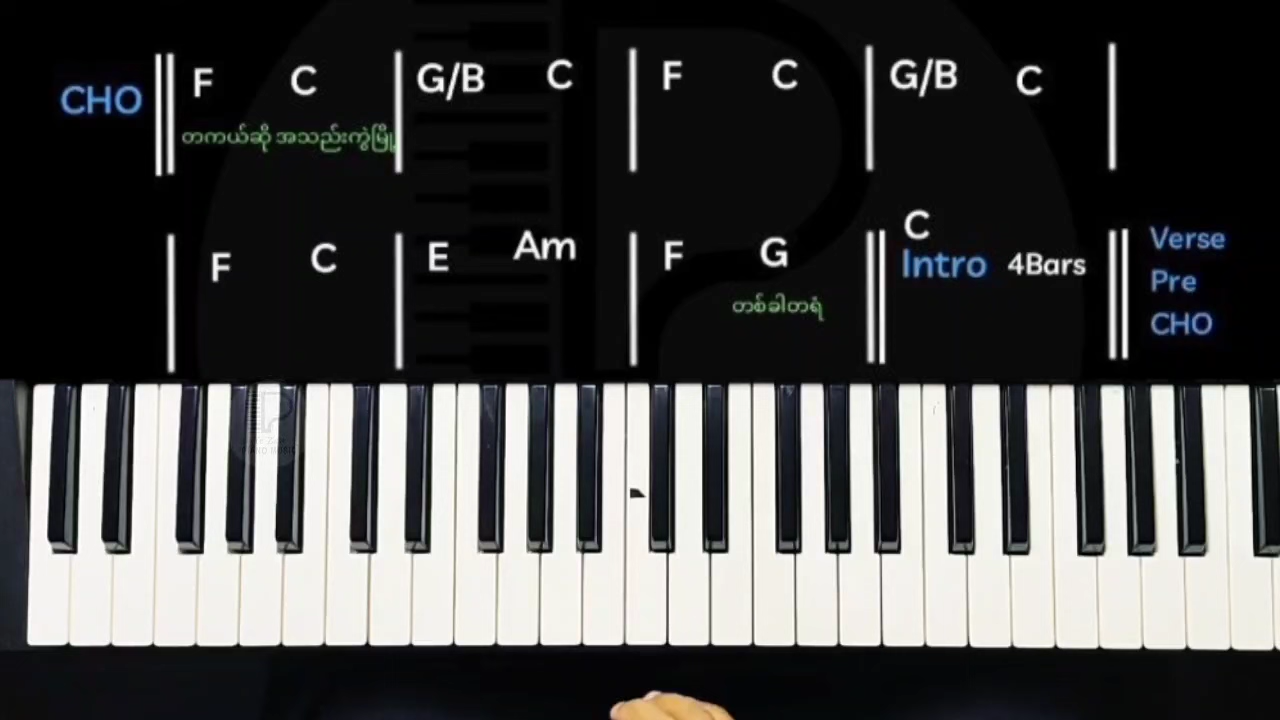 CHO F C G/B C F C G/B C
တကယ်ဆို အသည်းကွဲမြို့
F C E Am F G C Verse
Intro 4Bars Pre
တစ်ခါတရံ CHO